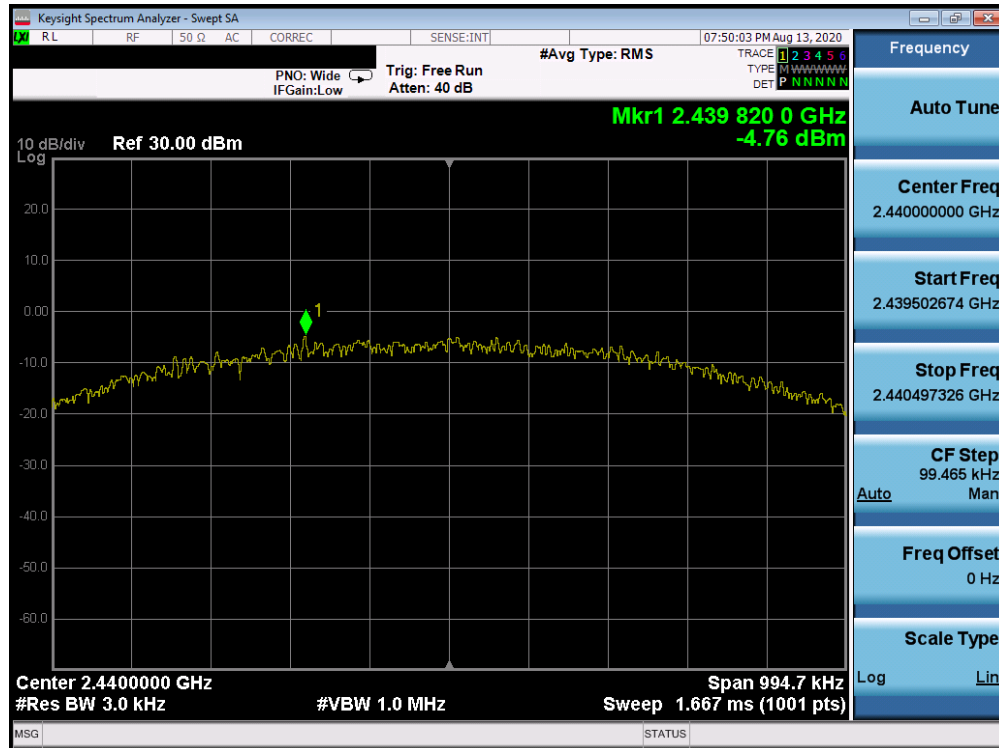 Keysight Spectrum Analyzer - Swept SA
LXI RL RF 50 Ω AC CORREC SENSE:INT 07:50:03 PM Aug 13, 2020
PNO: Wide
IFGain:Low
Trig: Free Run
Atten: 40 dB
#Avg Type: RMS
TRACE 1 2 3 4 5 6
TYPE M WWWWW
DET P N N N N N
Mkr1 2.439 820 0 GHz
-4.76 dBm
10 dB/div Ref 30.00 dBm
Log
20.0
10.0
0.00
-10.0
-20.0
-30.0
-40.0
-50.0
-60.0
1
Center 2.4400000 GHz Span 994.7 kHz
#Res BW 3.0 kHz #VBW 1.0 MHz Sweep 1.667 ms (1001 pts)
MSG STATUS
Frequency
Auto Tune
Center Freq
2.440000000 GHz
Start Freq
2.439502674 GHz
Stop Freq
2.440497326 GHz
CF Step
99.465 kHz
Auto Man
Freq Offset
0 Hz
Scale Type
Log Lin